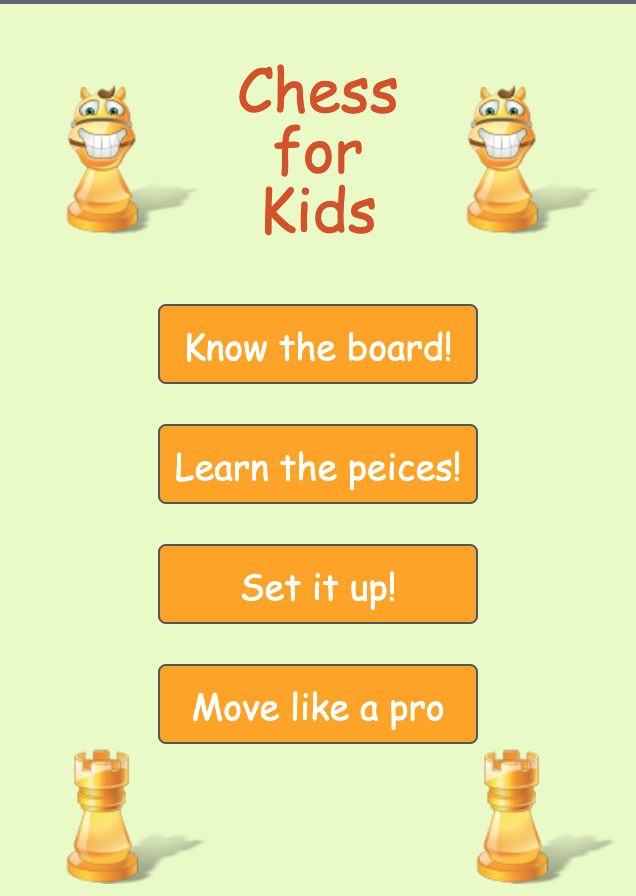 Chess
for
Kids
Know the board!
Learn the peices!
Set it up!
Move like a pro